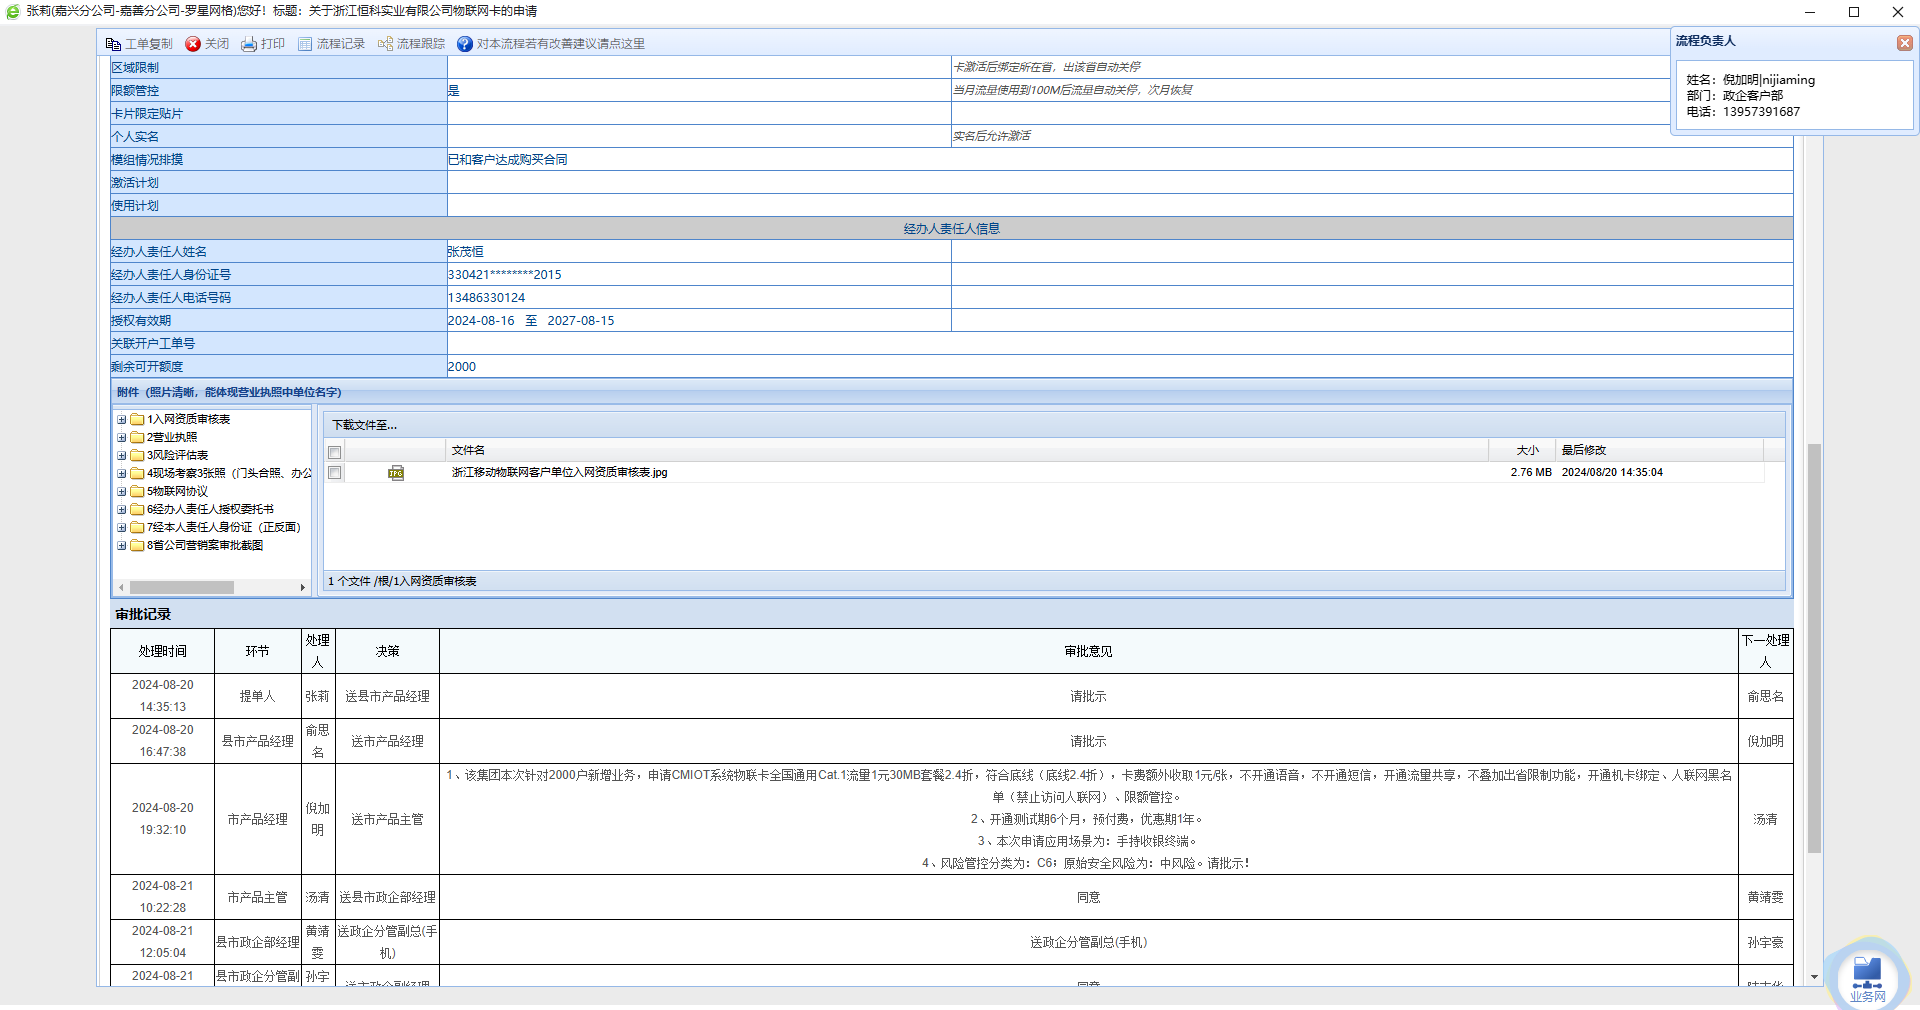 张莉(嘉兴分公司-嘉善分公司-罗星网格)您好！标题：关于浙江恒科实业有限公司物联网卡的申请
工单复制 关闭 打印 流程记录 流程跟踪 对本流程若有改善建议请点这里
流程负责人
姓名：倪加明|nijiaming
部门：政企客户部
电话：13957391687
区域限制 卡激活后绑定所在省，出该省自动关停
限额管控 是 当月流量使用到100M后流量自动关停，次月恢复
卡片限定贴片
个人实名 实名后允许激活
模组情况排摸 已和客户达成购买合同
激活计划
使用计划
经办人责任人信息
经办人责任人姓名 张茂恒
经办人责任人身份证号 330421********2015
经办人责任人电话号码 13486330124
授权有效期 2024-08-16 至 2027-08-15
关联开户工单号
剩余可开额度 2000
附件（照片清晰，能体现营业执照中单位名字）
1入网资质审核表
2营业执照
3风险评估表
4现场考察3张照（门头合照、办公
5物联网协议
6经办人责任人授权委托书
7经本人责任人身份证（正反面）
8省公司营销案审批截图
下载文件至...
文件名 大小 最后修改
浙江移动物联网客户单位入网资质审核表.jpg 2.76 MB 2024/08/20 14:35:04
1 个文件 /根/1入网资质审核表
审批记录
处理时间 环节 处理人 决策 审批意见 下一处理人
2024-08-20 14:35:13 提单人 张莉 送县市产品经理 请批示 俞思名
2024-08-20 16:47:38 县市产品经理 俞思名 送市产品经理 请批示 倪加明
2024-08-20 19:32:10 市产品经理 倪加明 送市产品主管
1、该集团本次针对2000户新增业务，申请CMIOT系统物联卡全国通用Cat.1流量1元30MB套餐2.4折，符合底线（底线2.4折），卡费额外收取1元/张，不开通语音，不开通短信，开通流量共享，不叠加出省限制功能，开通机卡绑定、人联网黑名
单（禁止访问人联网）、限额管控。
2、开通测试期6个月，预付费，优惠期1年。
3、本次申请应用场景为：手持收银终端。
4、风险管控分类为：C6；原始安全风险为：中风险。请批示！
汤清
2024-08-21 10:22:28 市产品主管 汤清 送县市政企部经理 同意 黄靖雯
2024-08-21 12:05:04 县市政企部经理 黄靖雯 送政企分管副总(手机) 送政企分管副总(手机) 孙宇豪
2024-08-21 县市政企分管副 孙宇 送市政企副经理 同意
业务网